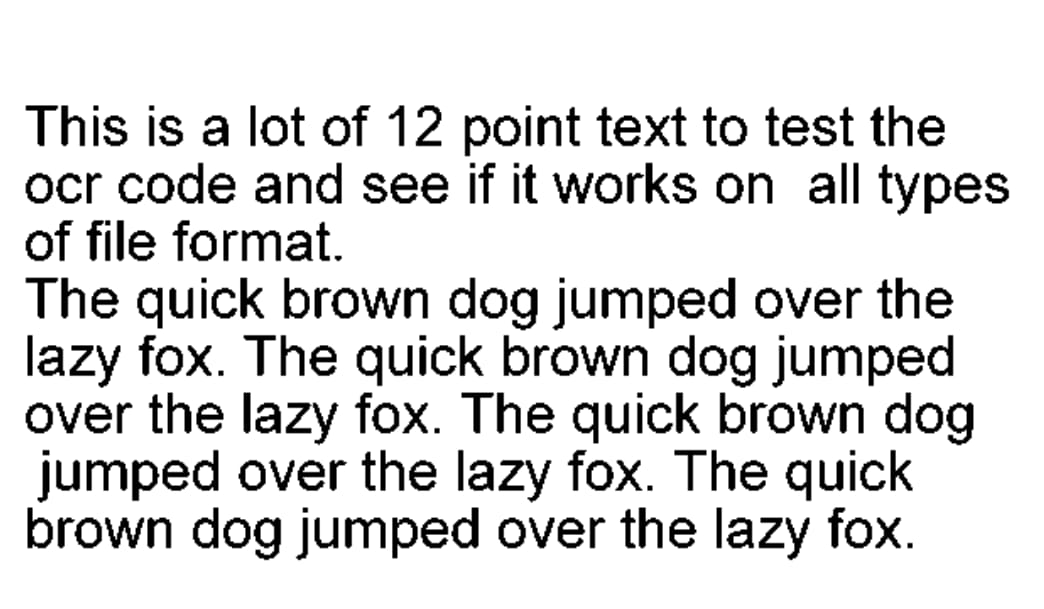 This is a lot of 12 point text to test the
ocr code and see if it works on  all types
of file format.
The quick brown dog jumped over the
lazy fox. The quick brown dog jumped
over the lazy fox. The quick brown dog
 jumped over the lazy fox. The quick
brown dog jumped over the lazy fox.